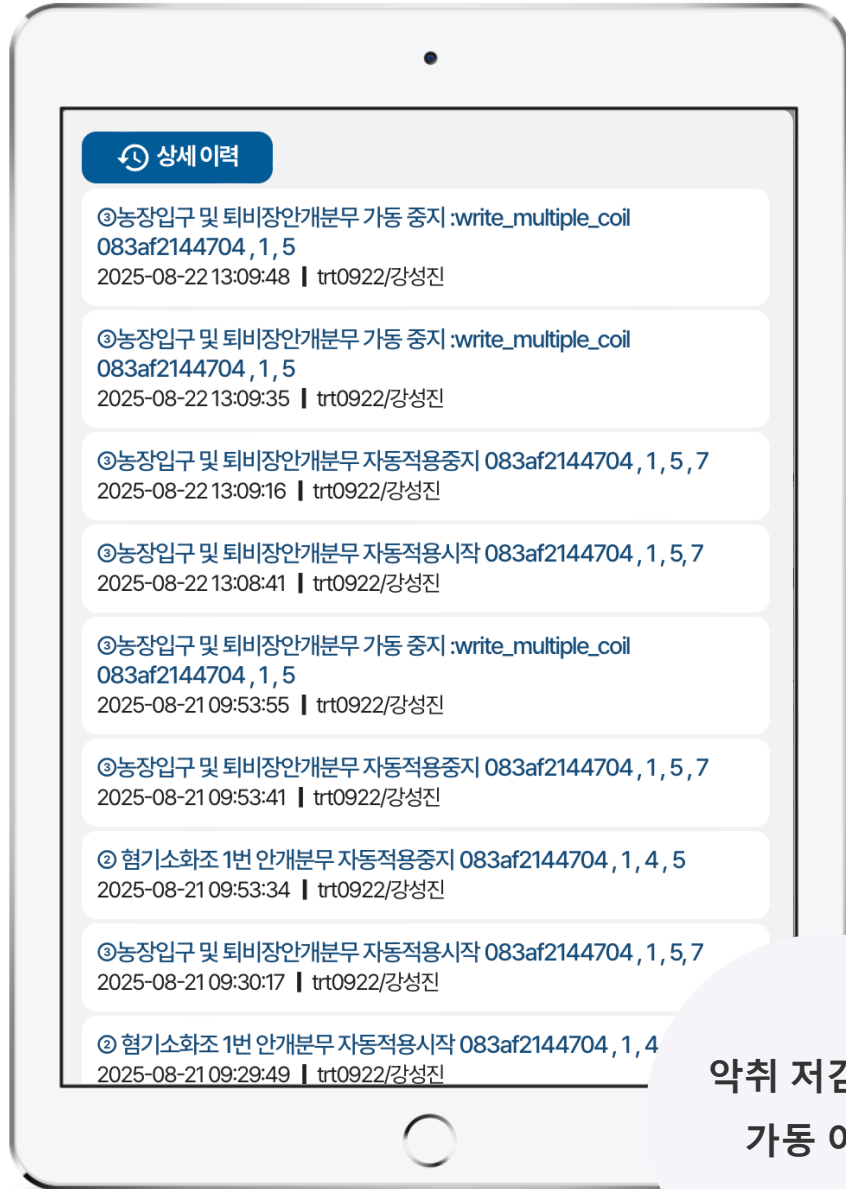 상세 이력
③농장입구 및 퇴비장안개분무 가동 중지 :write_multiple_coil
083af2144704 , 1 , 5
2025-08-22 13:09:48 ┃ trt0922/강성진
③농장입구 및 퇴비장안개분무 가동 중지 :write_multiple_coil
083af2144704 , 1 , 5
2025-08-22 13:09:35 ┃ trt0922/강성진
③농장입구 및 퇴비장안개분무 자동적용중지 083af2144704 , 1 , 5 , 7
2025-08-22 13:09:16 ┃ trt0922/강성진
③농장입구 및 퇴비장안개분무 자동적용시작 083af2144704 , 1 , 5, 7
2025-08-22 13:08:41 ┃ trt0922/강성진
③농장입구 및 퇴비장안개분무 가동 중지 :write_multiple_coil
083af2144704 , 1 , 5
2025-08-21 09:53:55 ┃ trt0922/강성진
③농장입구 및 퇴비장안개분무 자동적용중지 083af2144704 , 1 , 5 , 7
2025-08-21 09:53:41 ┃ trt0922/강성진
② 혐기소화조 1번 안개분무 자동적용중지 083af2144704 , 1 , 4 , 5
2025-08-21 09:53:34 ┃ trt0922/강성진
③농장입구 및 퇴비장안개분무 자동적용시작 083af2144704 , 1 , 5, 7
2025-08-21 09:30:17 ┃ trt0922/강성진
② 혐기소화조 1번 안개분무 자동적용시작 083af2144704 , 1 , 4
2025-08-21 09:29:49 ┃ trt0922/강성진
악취
가동